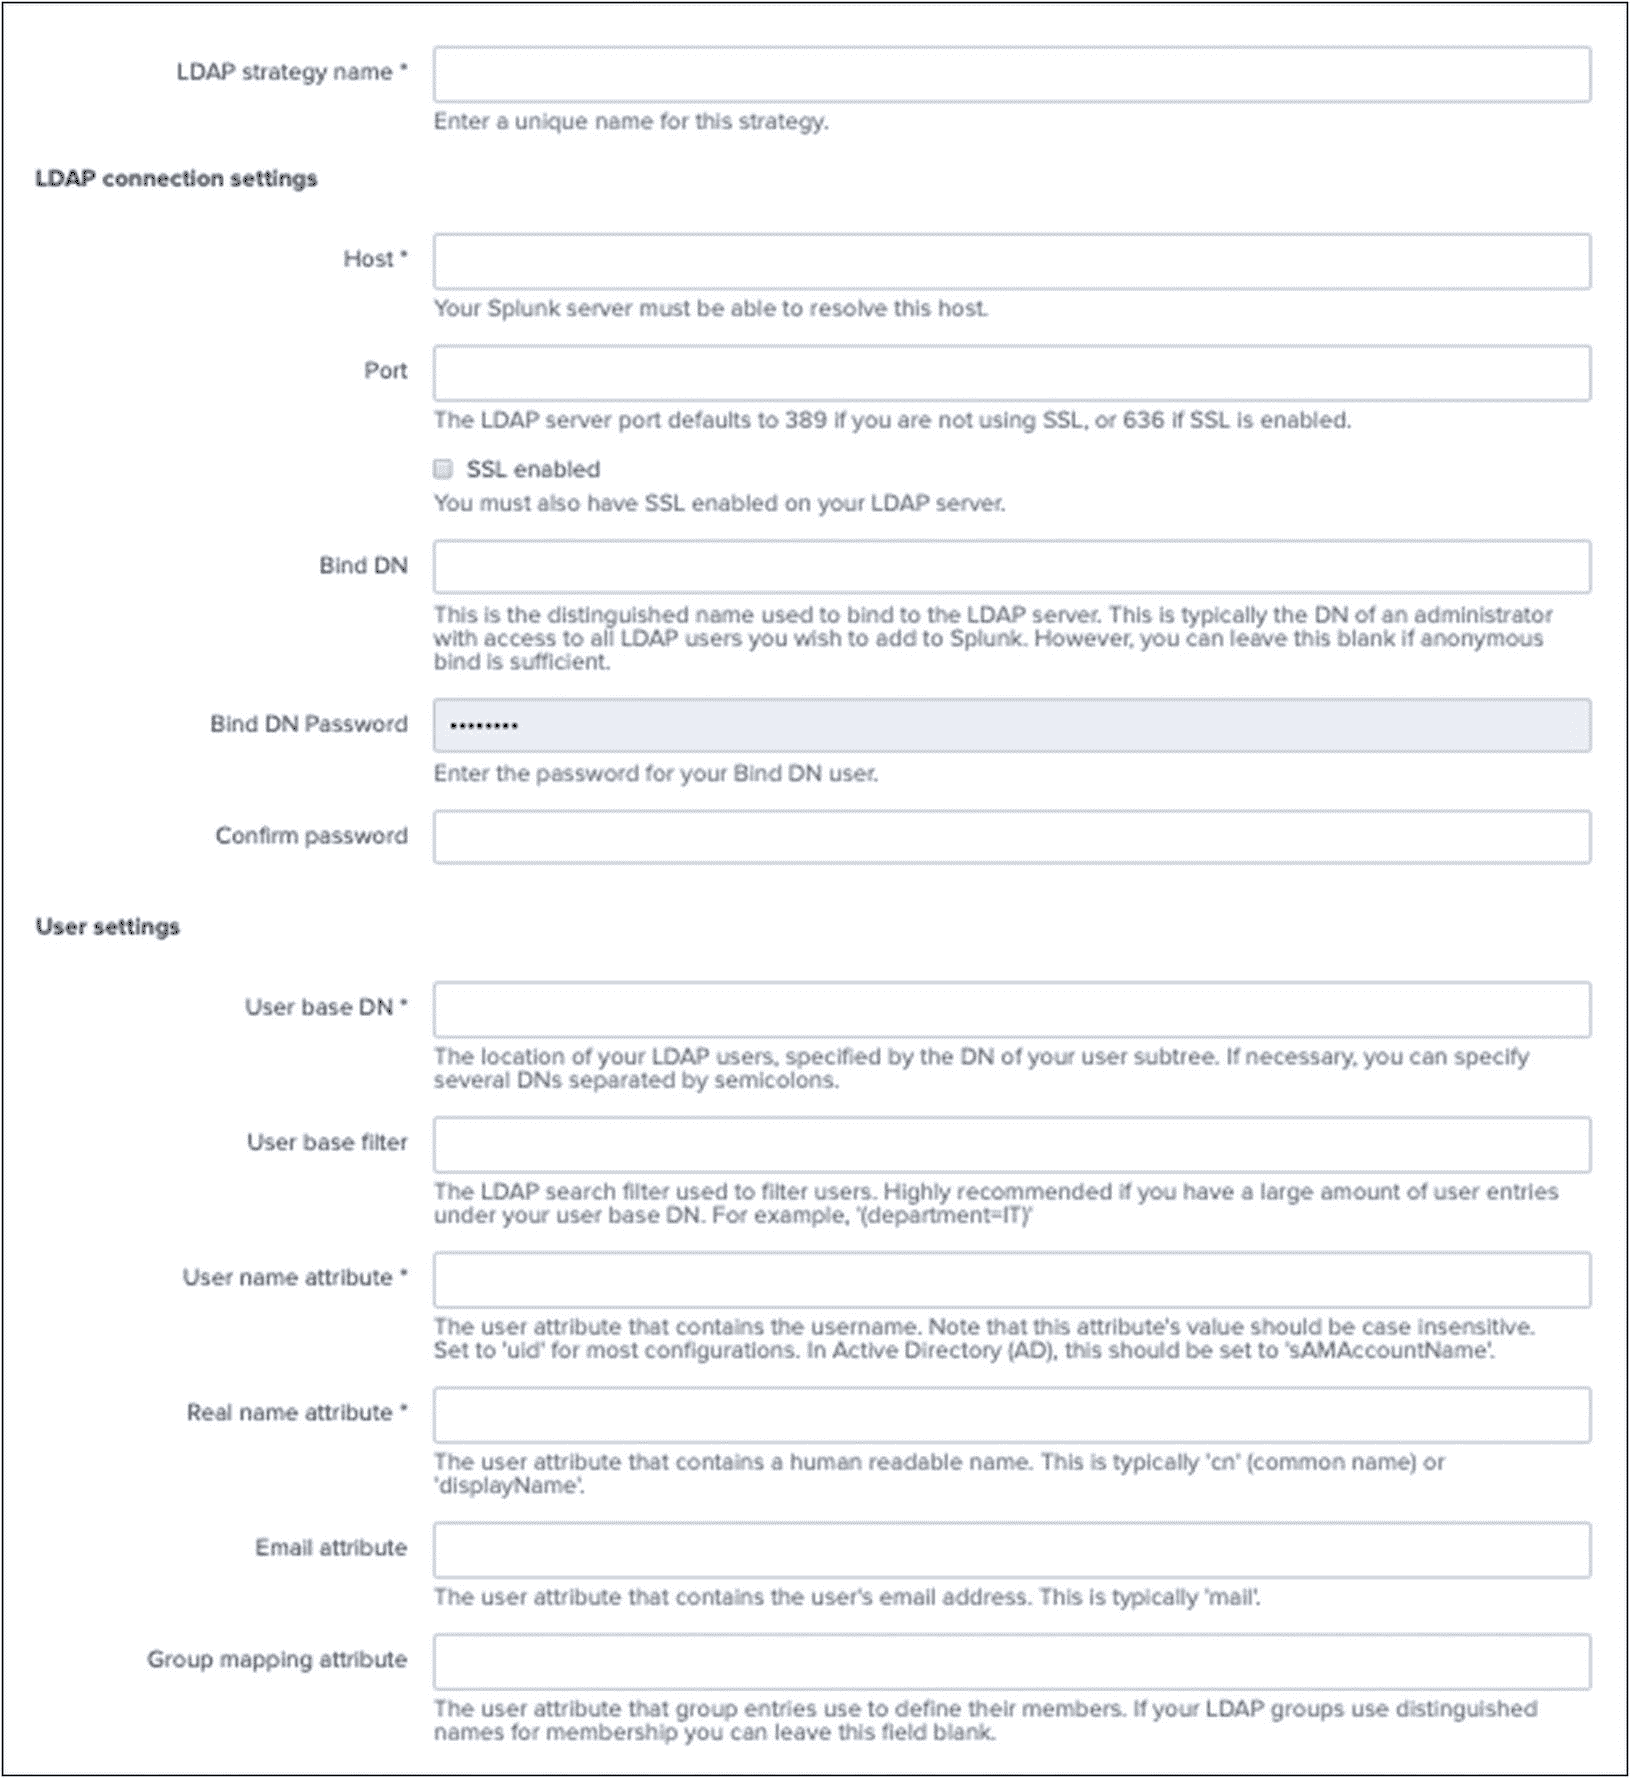 LDAP strategy name *
Enter a unique name for this strategy.
LDAP connection settings
Host *
Your Splunk server must be able to resolve this host.
Port
The LDAP server port defaults to 389 if you are not using SSL, or 636 if SSL is enabled.
SSL enabled
You must also have SSL enabled on your LDAP server.
Bind DN
This is the distinguished name used to bind to the LDAP server. This is typically the DN of an administrator
with access to all LDAP users you wish to add to Splunk. However, you can leave this blank if anonymous
bind is sufficient.
Bind DN Password
••••••••
Enter the password for your Bind DN user.
Confirm password
User settings
User base DN *
The location of your LDAP users, specified by the DN of your user subtree. If necessary, you can specify
several DNs separated by semicolons.
User base filter
The LDAP search filter used to filter users. Highly recommended if you have a large amount of user entries
under your user base DN. For example, '(department=IT)'
User name attribute *
The user attribute that contains the username. Note that this attribute's value should be case insensitive.
Set to 'uid' for most configurations. In Active Directory (AD), this should be set to 'sAMAccountName'.
Real name attribute *
The user attribute that contains a human readable name. This is typically 'cn' (common name) or
'displayName'.
Email attribute
The user attribute that contains the user's email address. This is typically 'mail'.
Group mapping attribute
The user attribute that group entries use to define their members. If your LDAP groups use distinguished
names for membership you can leave this field blank.